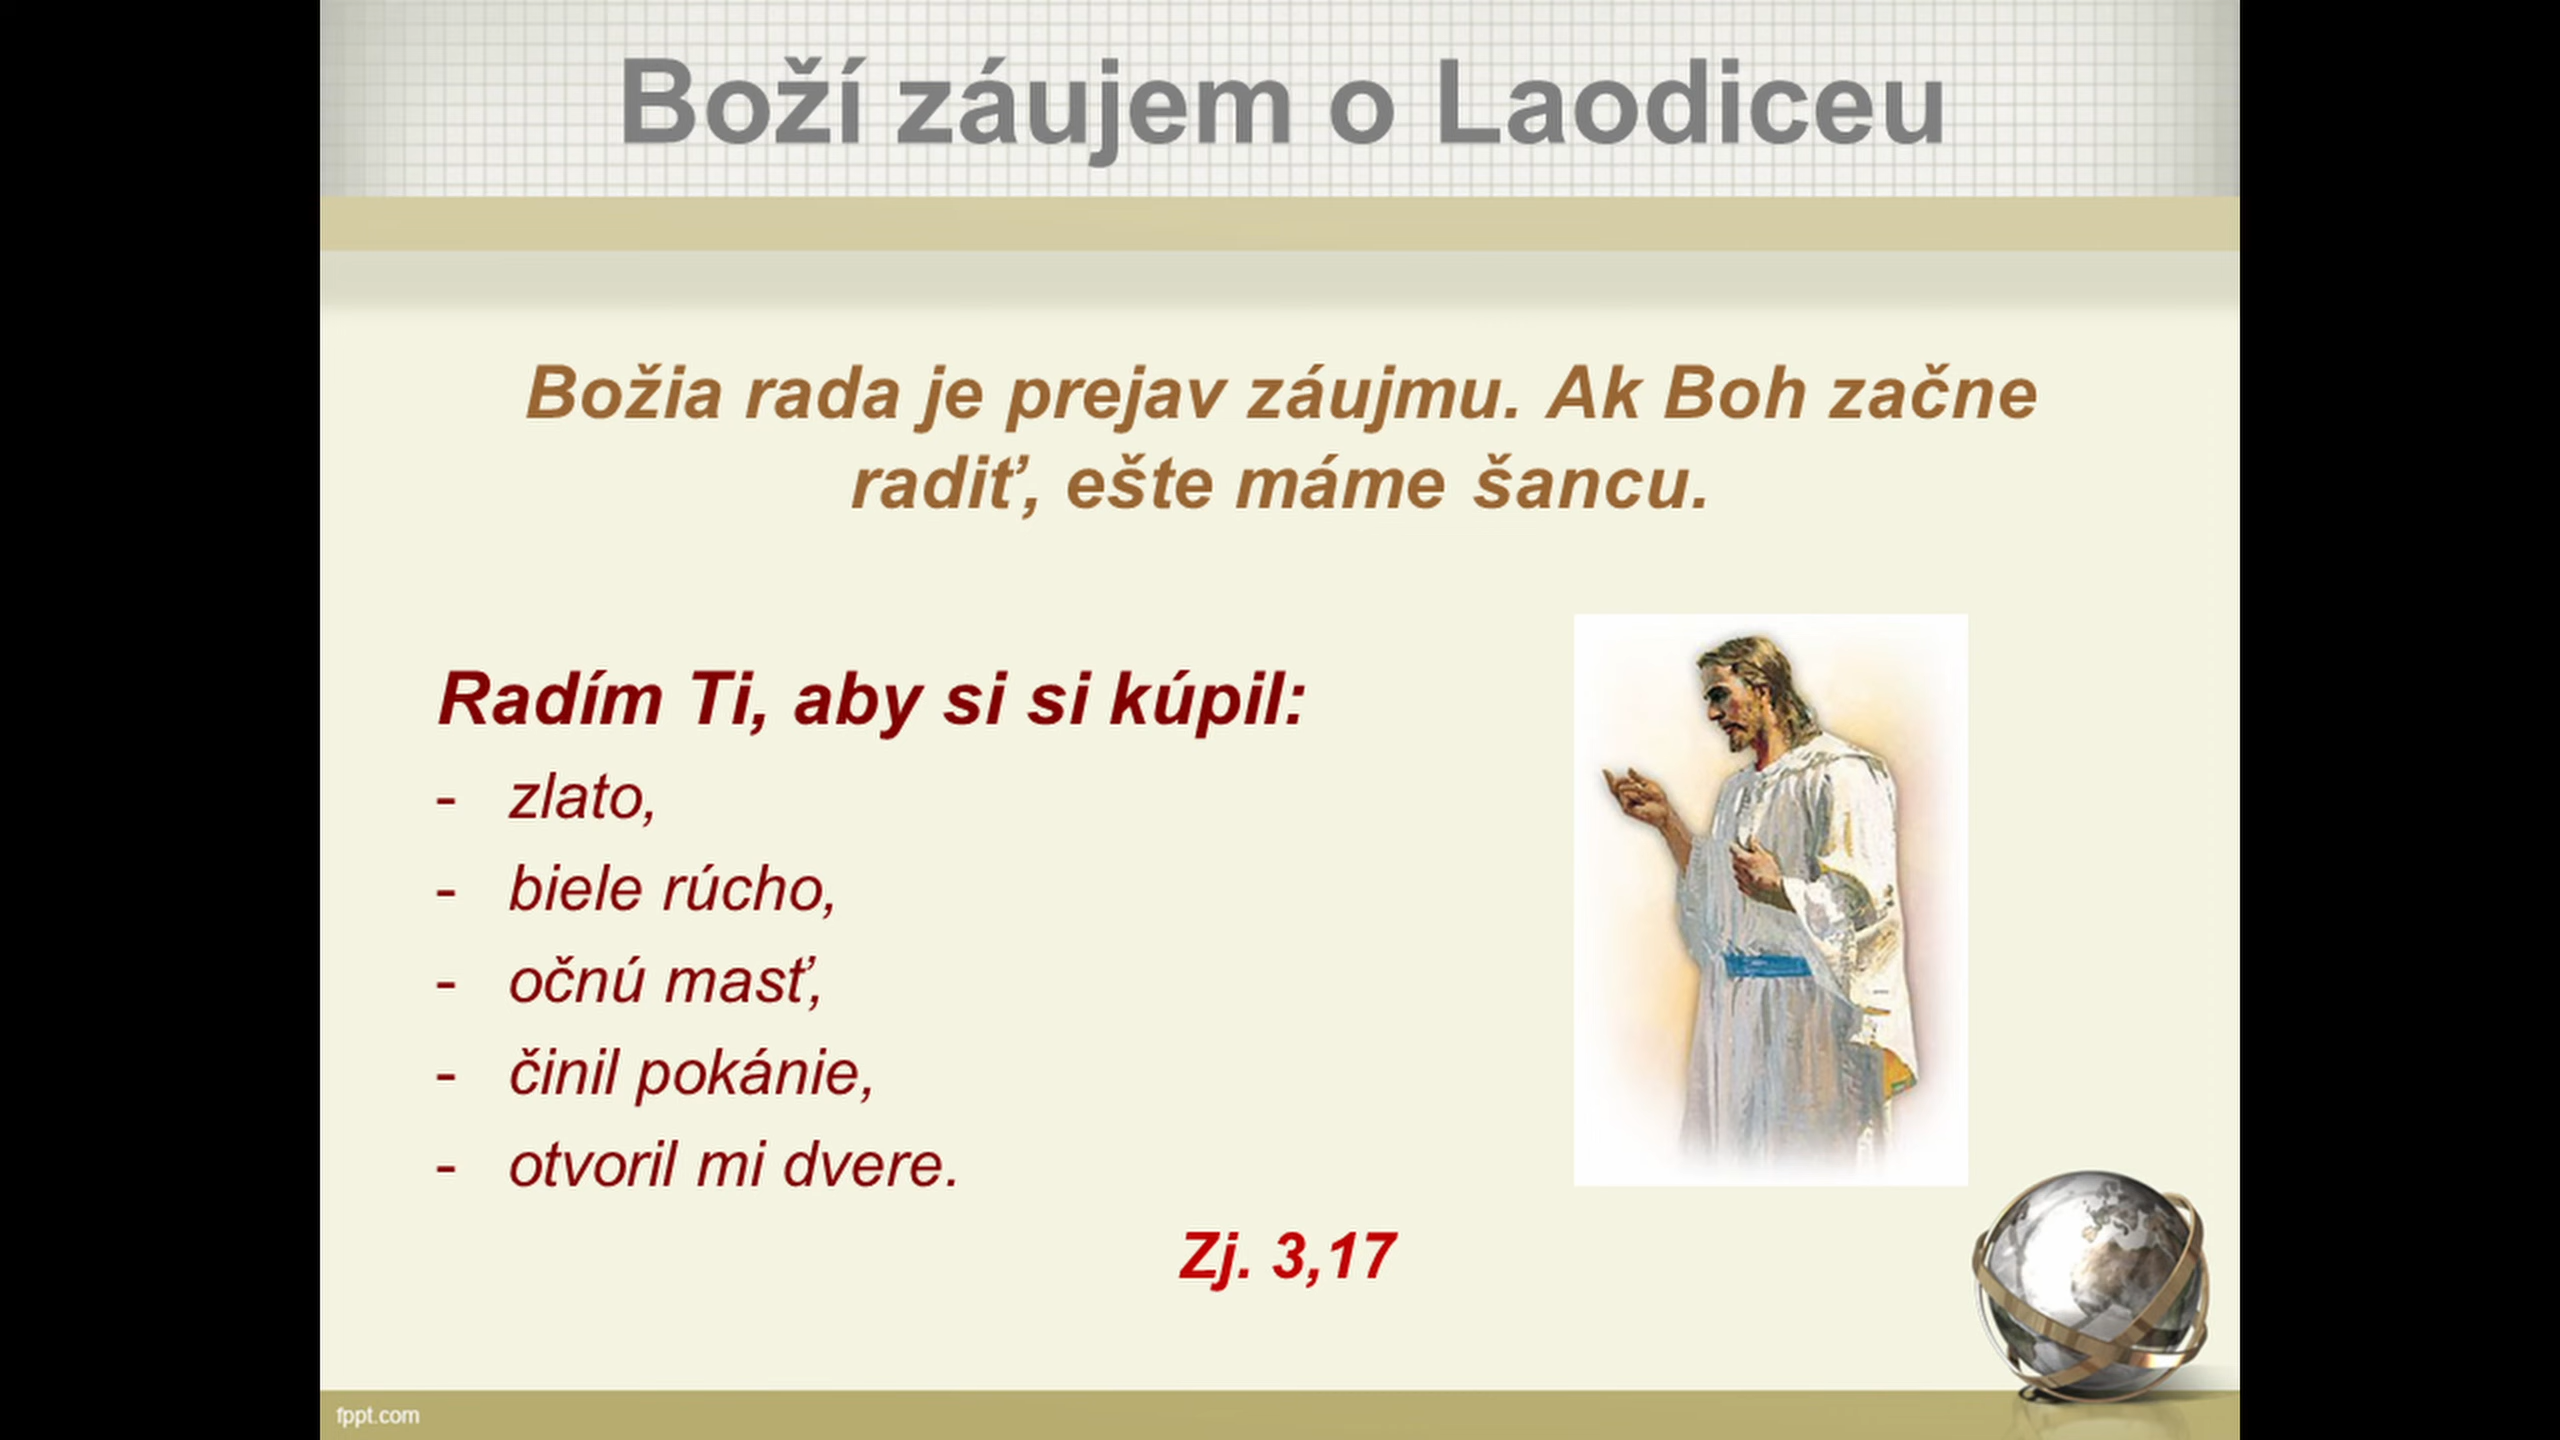 Boží záujem o Laodiceu
Božia rada je prejav záujmu. Ak Boh začne
radiť, ešte máme šancu.
Radím Ti, aby si si kúpil:
- zlato,
- biele rúcho,
- očnú masť,
- činil pokánie,
- otvoril mi dvere.
Zj. 3,17
fppt.com